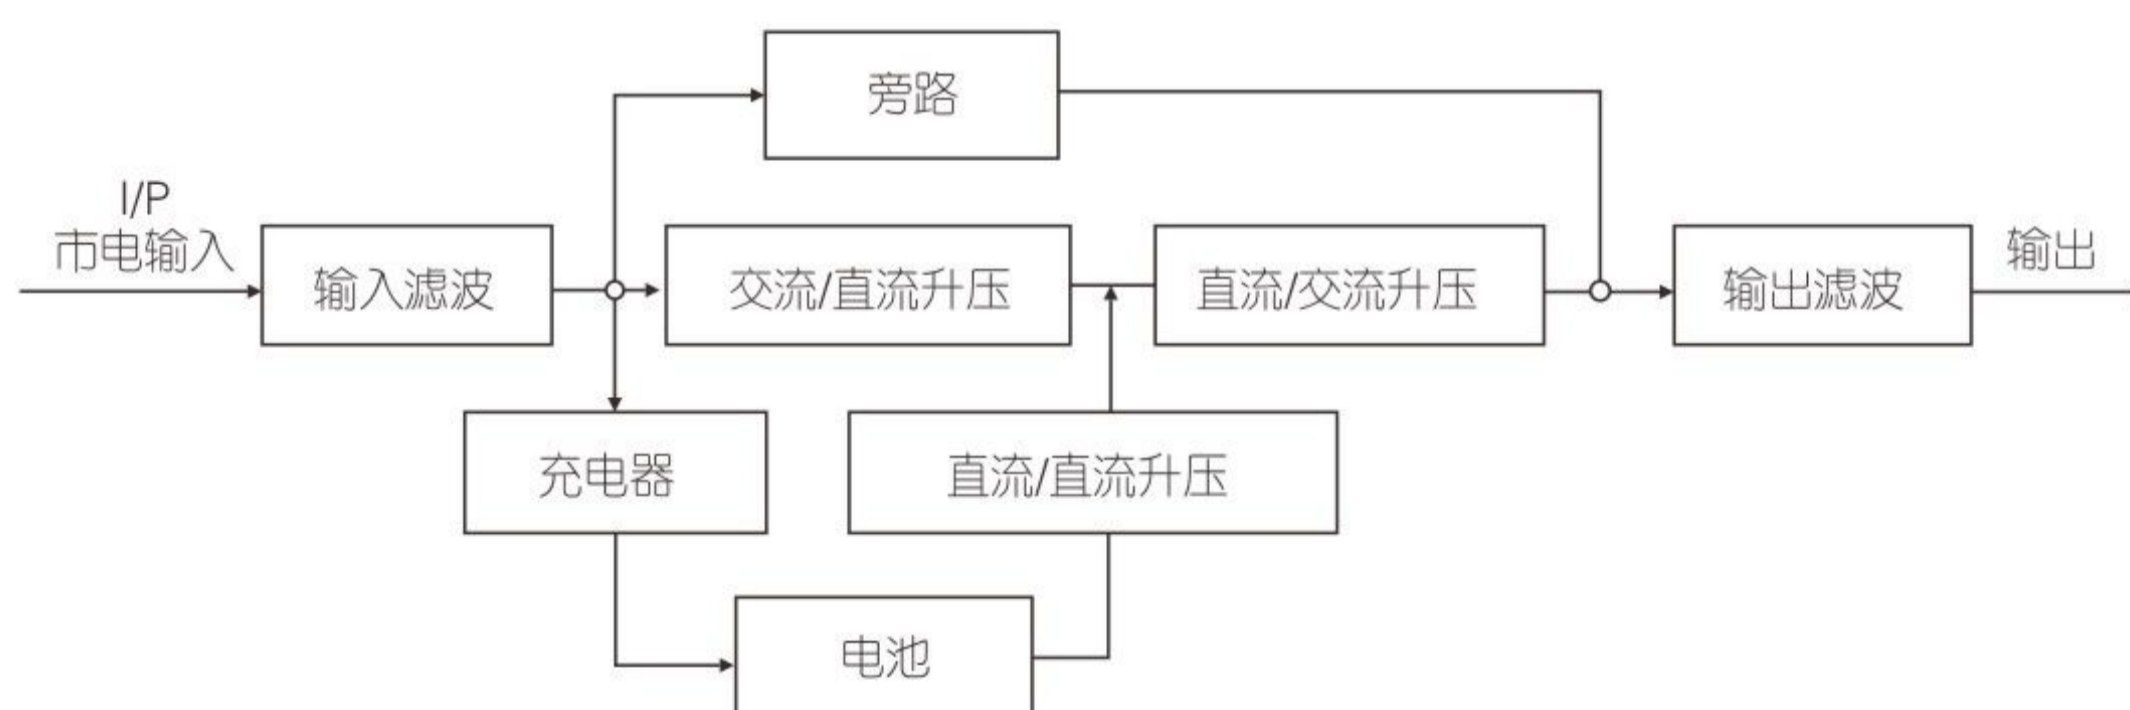 旁路
I/P
市电输入
输入滤波
交流/直流升压
直流/交流升压
输出滤波
输出
充电器
直流/直流升压
电池